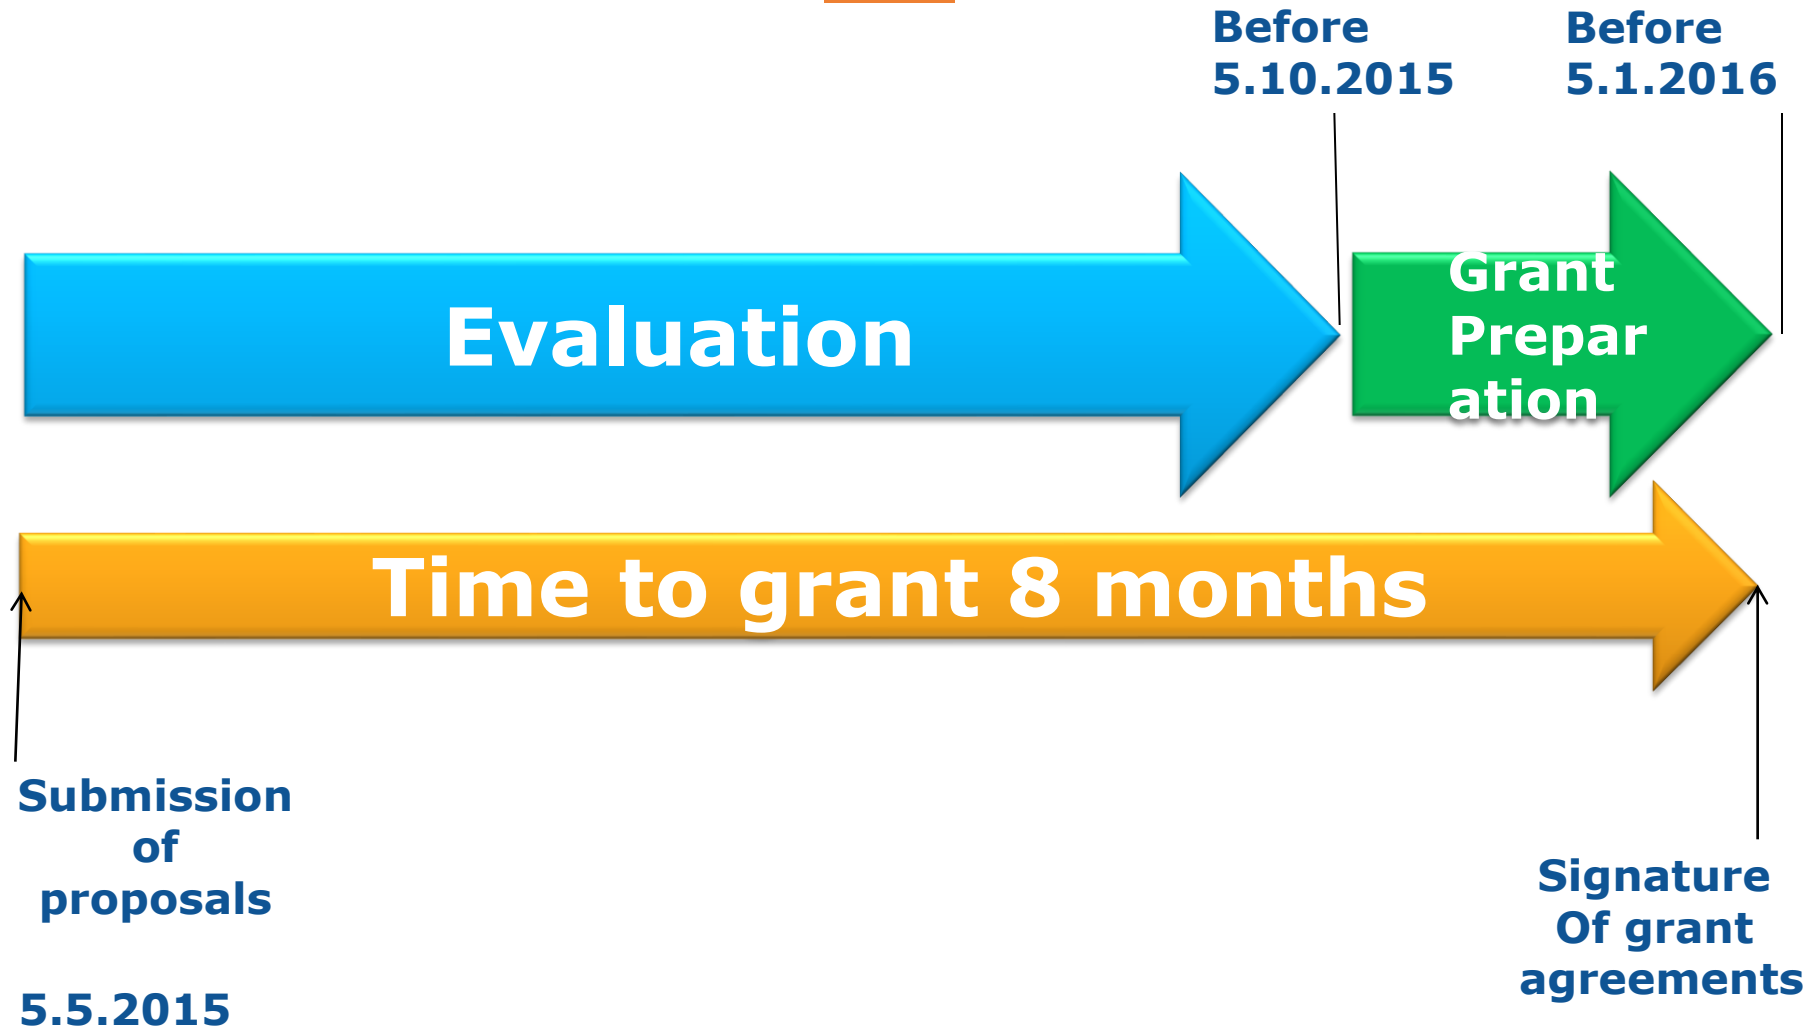 Before
5.10.2015
Before
5.1.2016
Evaluation
Grant
Prepar
ation
Time to grant 8 months
Submission
of
proposals
5.5.2015
Signature
Of grant
agreements